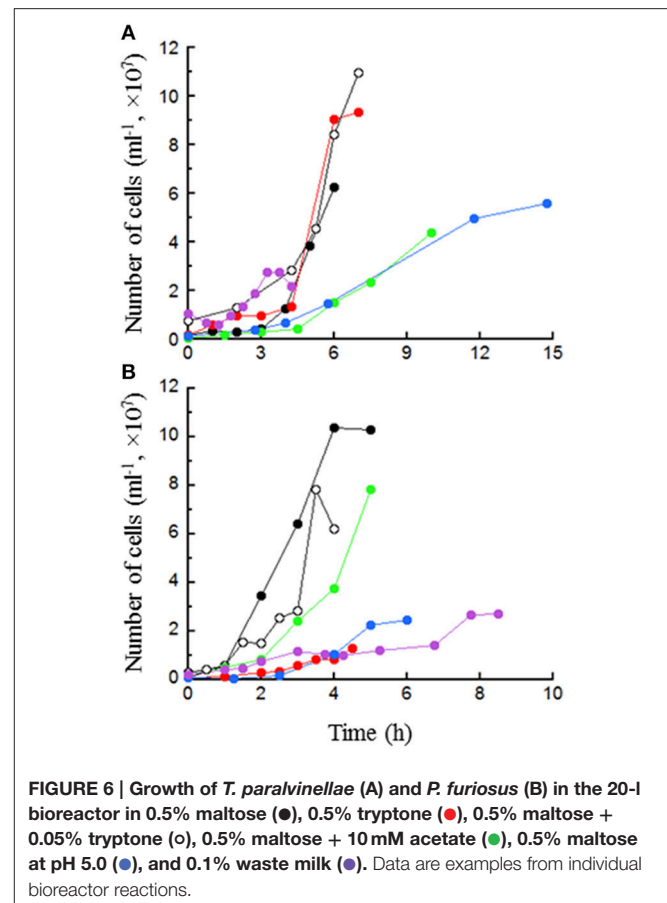 A
12
10
8
6
4
2
0
Number of cells (ml⁻¹, ×10⁷)
0 3 6 9 12 15
B
12
10
8
6
4
2
0
Number of cells (ml⁻¹, ×10⁷)
0 2 4 6 8 10
Time (h)
FIGURE 6 | Growth of T. paralvinellae (A) and P. furiosus (B) in the 20-l
bioreactor in 0.5% maltose (●), 0.5% tryptone (●), 0.5% maltose +
0.05% tryptone (○), 0.5% maltose + 10 mM acetate (●), 0.5% maltose
at pH 5.0 (●), and 0.1% waste milk (●). Data are examples from individual
bioreactor reactions.